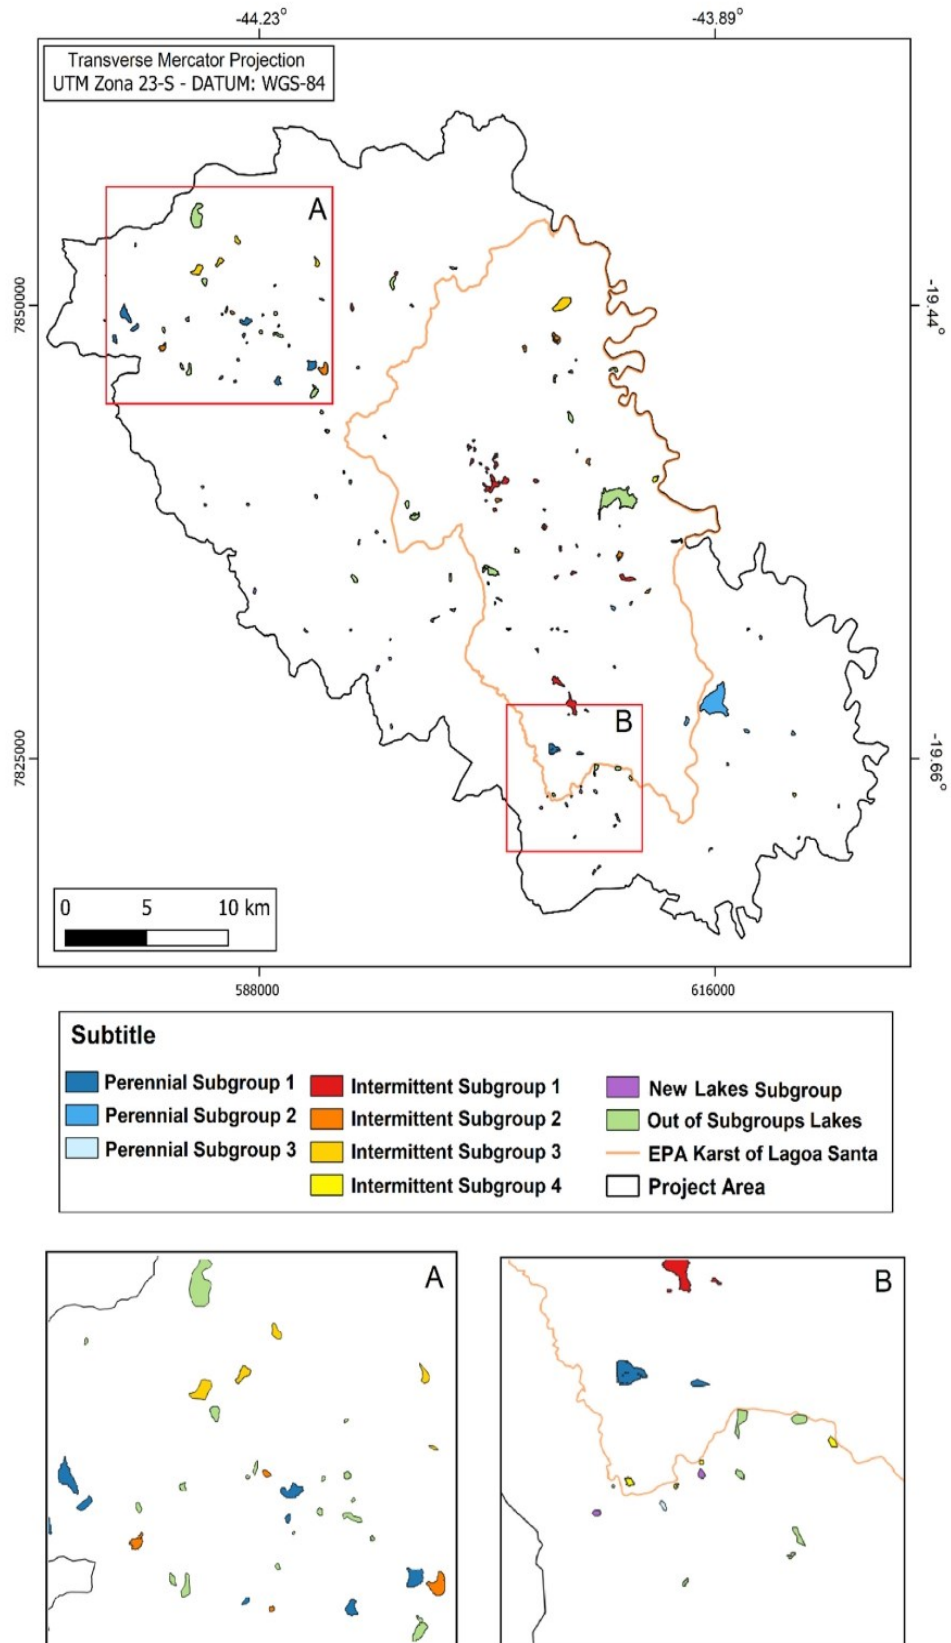 -44.23°
-43.89°
Transverse Mercator Projection
UTM Zona 23-S - DATUM: WGS-84
A
7850000
-19.44°
B
7825000
-19.66°
0 5 10 km
588000
616000
Subtitle
Perennial Subgroup 1
Perennial Subgroup 2
Perennial Subgroup 3
Intermittent Subgroup 1
Intermittent Subgroup 2
Intermittent Subgroup 3
Intermittent Subgroup 4
New Lakes Subgroup
Out of Subgroups Lakes
EPA Karst of Lagoa Santa
Project Area
A
B